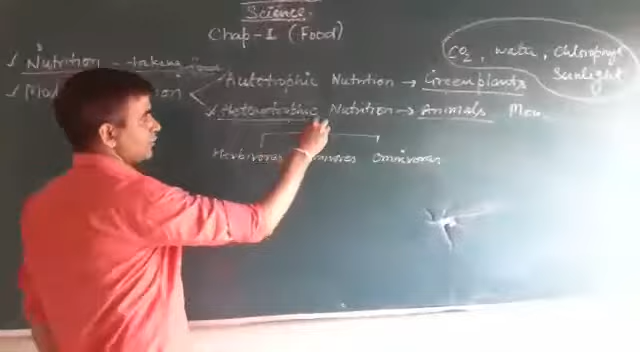 Science
Chap-1 (Food)
✓ Nutrition - taking food
Autotrophic Nutrition → Green plants
CO2, water, Chlorophyll
Sunlight
✓ Heterotrophic Nutrition → Animals
Herbivores Omnivores